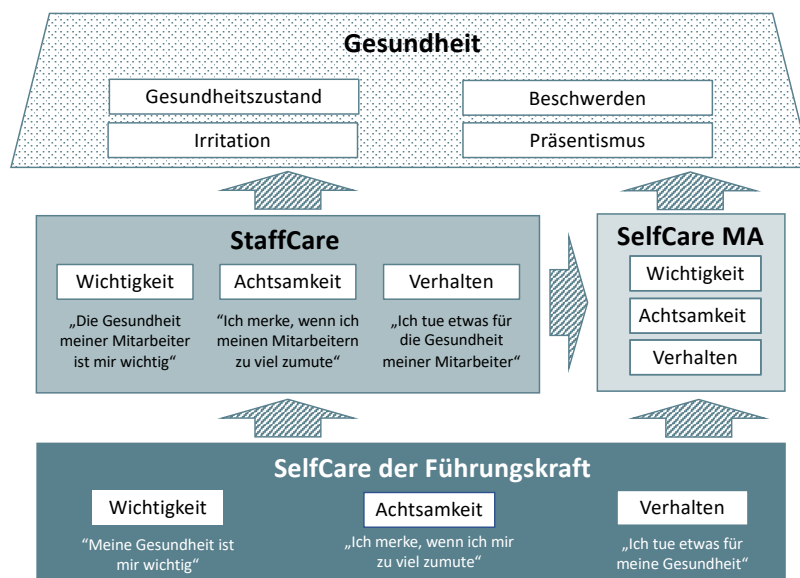 Gesundheit
Gesundheitszustand
Beschwerden
Irritation
Präsentismus
StaffCare
Wichtigkeit
Achtsamkeit
Verhalten
„Die Gesundheit
meiner Mitarbeiter
ist mir wichtig“
“Ich merke, wenn ich
meinen Mitarbeitern
zu viel zumute“
„Ich tue etwas für
die Gesundheit
meiner Mitarbeiter“
SelfCare MA
Wichtigkeit
Achtsamkeit
Verhalten
SelfCare der Führungskraft
Wichtigkeit
Achtsamkeit
Verhalten
“Meine Gesundheit ist
mir wichtig“
„Ich merke, wenn ich mir
zu viel zumute“
„Ich tue etwas für
meine Gesundheit“